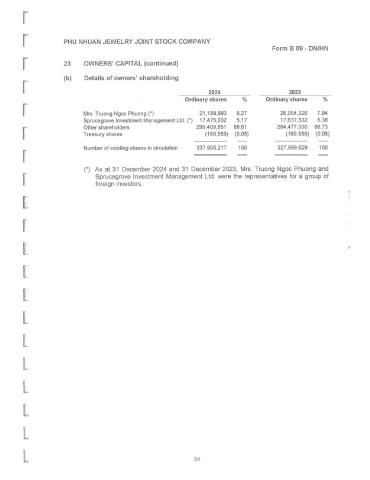 PHU NHUAN JEWELRY JOINT STOCK COMPANY
Form B 09 - DN/HN
23 OWNERS' CAPITAL (continued)
(b) Details of owners' shareholding
2024 2023
Ordinary shares % Ordinary shares %
Mrs. Truong Ngoc Phuong (*) 21,189,893 6.27 26,054,326 7.94
Sprucegrove Investment Management Ltd. (*) 17,475,032 5.17 17,637,532 5.38
Other shareholders 299,409,851 88.61 284,477,330 86.73
Treasury shares (169,559) (0.05) (169,559) (0.05)
Number of existing shares in circulation 337,905,217 100 327,999,629 100
(*) As at 31 December 2024 and 31 December 2023, Mrs. Truong Ngoc Phuong and
Sprucegrove Investment Management Ltd. were the representatives for a group of
foreign investors.
34